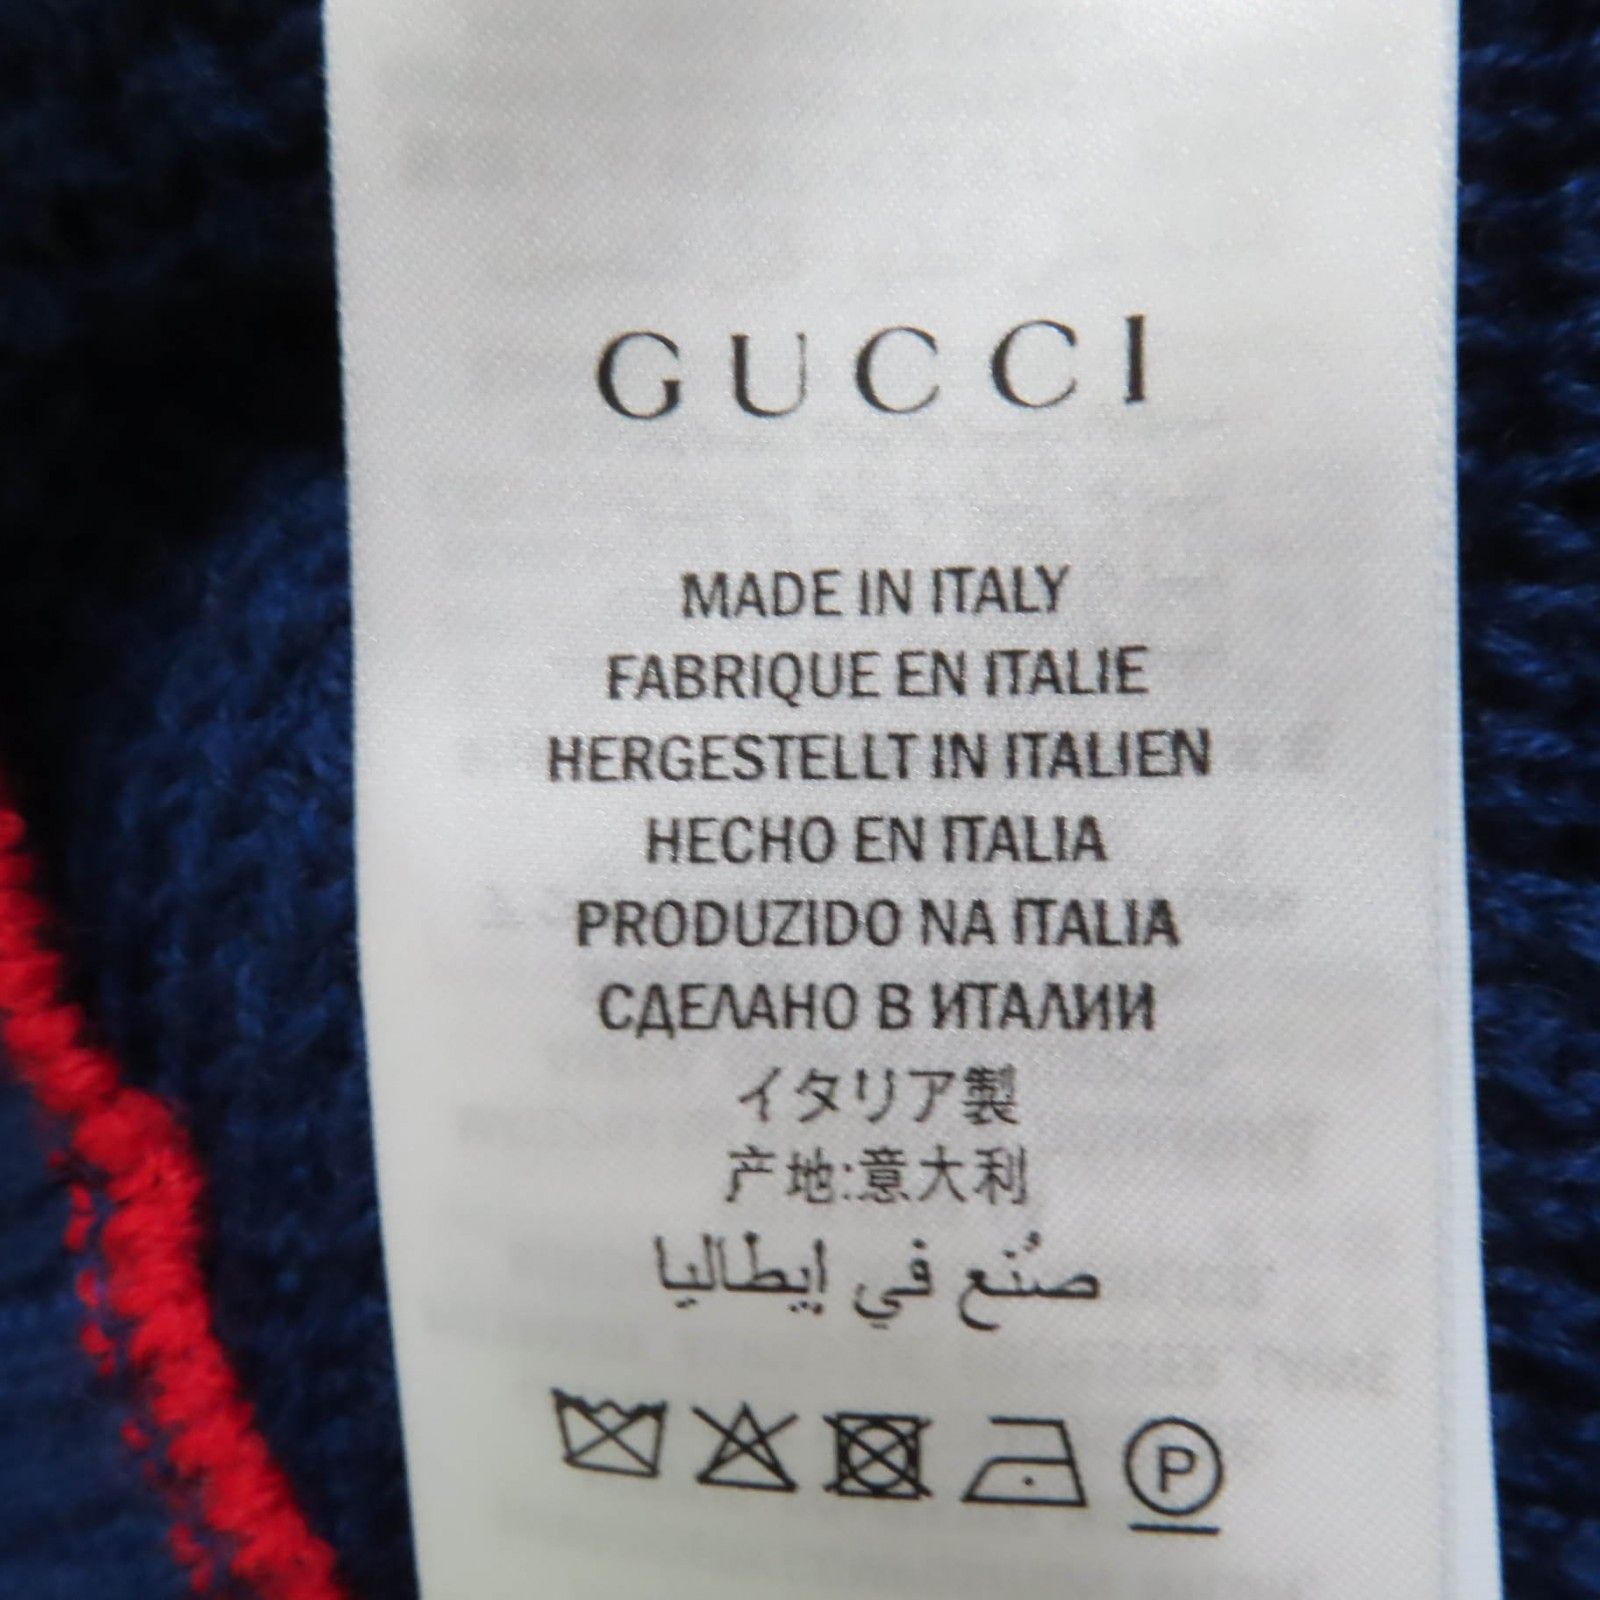 GUCCI
MADE IN ITALY
FABRIQUE EN ITALIE
HERGESTELLT IN ITALIEN
HECHO EN ITALIA
PRODUZIDO NA ITALIA
СДЕЛАНО В ИТАЛИИ
イタリア製
产地:意大利
صُنع في إيطاليا
P